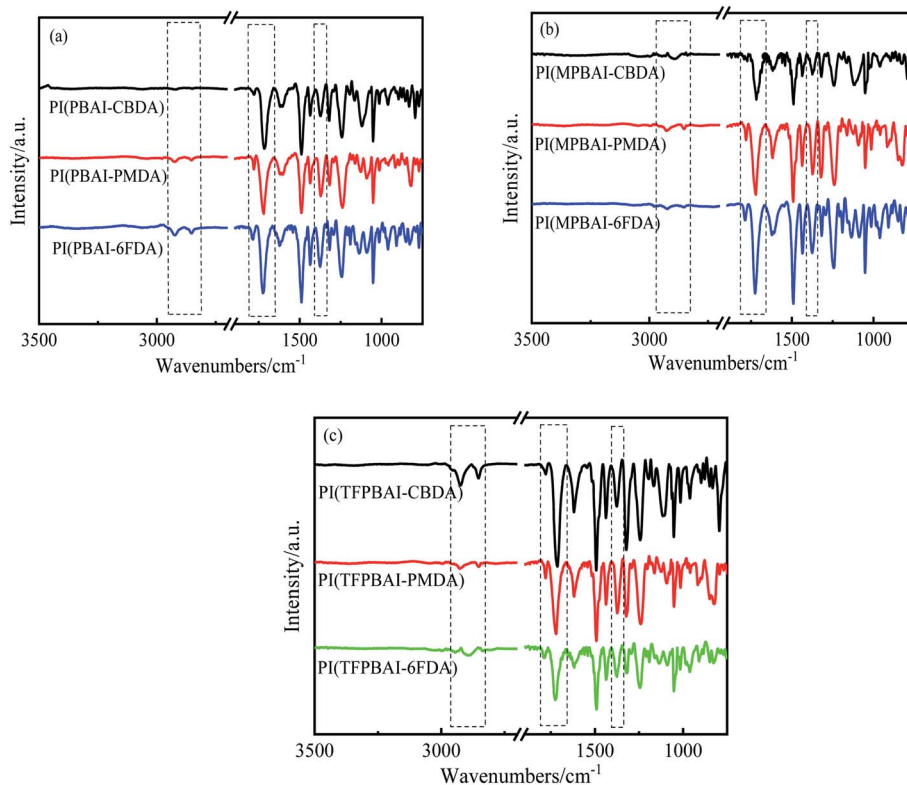 (a)
PI(PBAI-CBDA)
PI(PBAI-PMDA)
PI(PBAI-6FDA)
Intensity/a.u.
3500 3000 1500 1000
Wavenumbers/cm⁻¹
(b)
PI(MPBAI-CBDA)
PI(MPBAI-PMDA)
PI(MPBAI-6FDA)
Intensity/a.u.
3500 3000 1500 1000
Wavenumbers/cm⁻¹
(c)
PI(TFPBAI-CBDA)
PI(TFPBAI-PMDA)
PI(TFPBAI-6FDA)
Intensity/a.u.
3500 3000 1500 1000
Wavenumbers/cm⁻¹